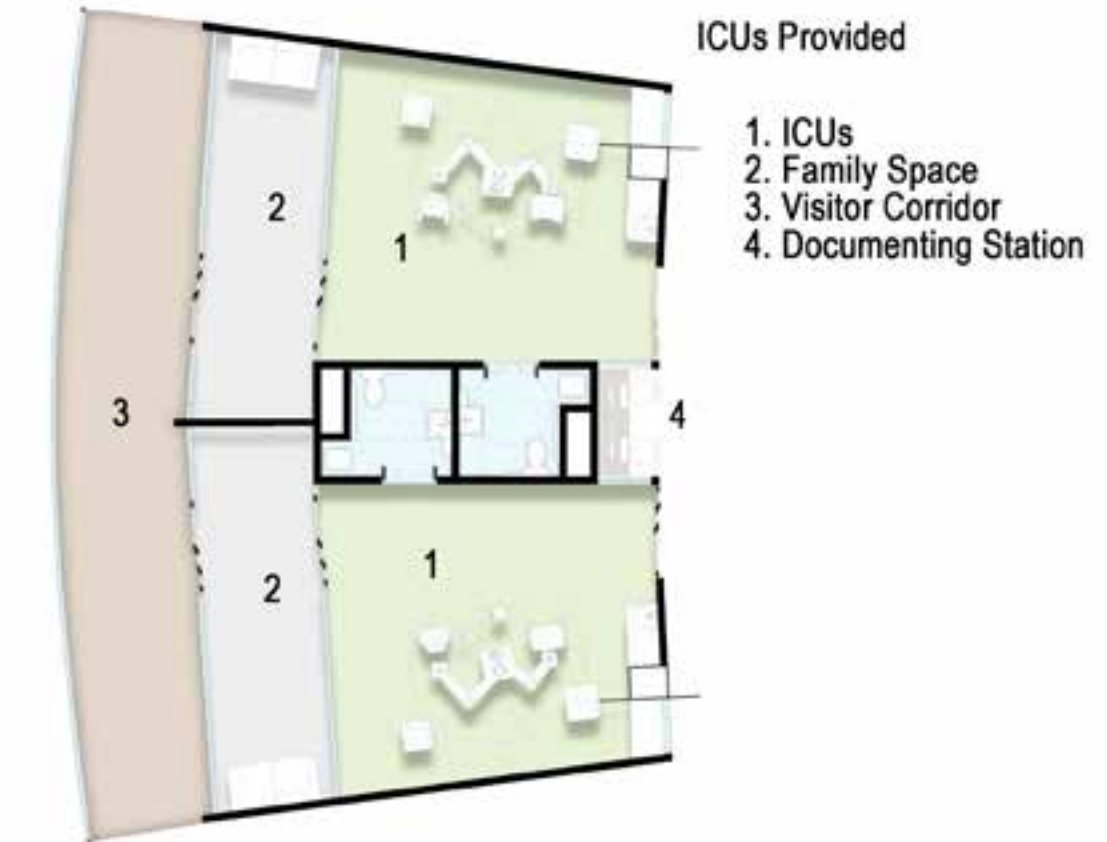 ICUs Provided
1. ICUs
2. Family Space
3. Visitor Corridor
4. Documenting Station
2
1
3
4
1
2